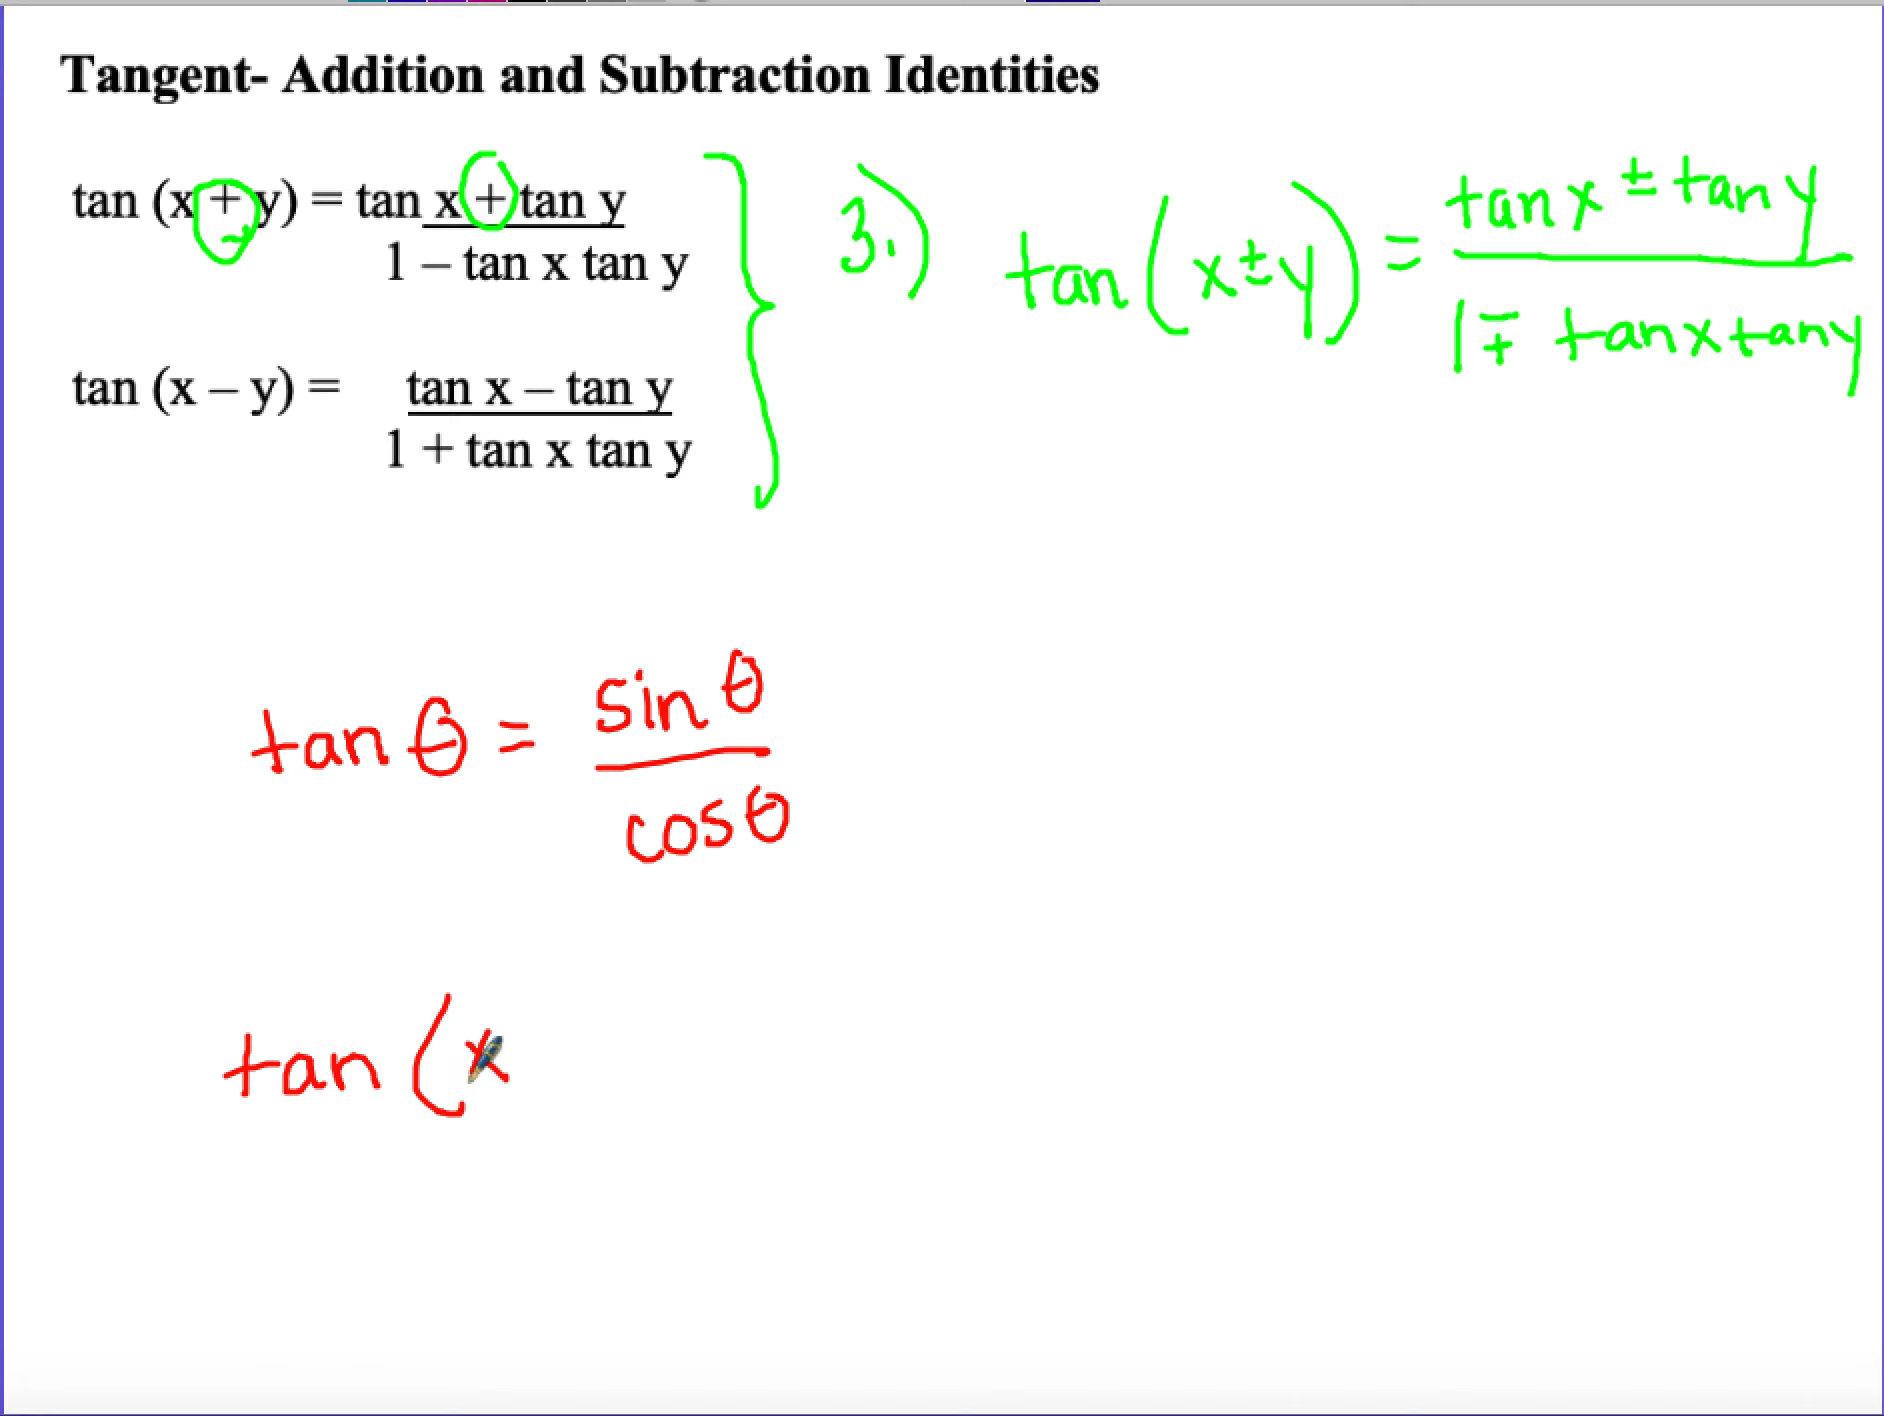 Tangent- Addition and Subtraction Identities
tan (x + y) = tan x + tan y
1 – tan x tan y
tan (x – y) = tan x – tan y
1 + tan x tan y
3.) tan(x±y) = tan x ± tan y
1 ∓ tan x tan y
tan θ = sin θ
cos θ
tan (x